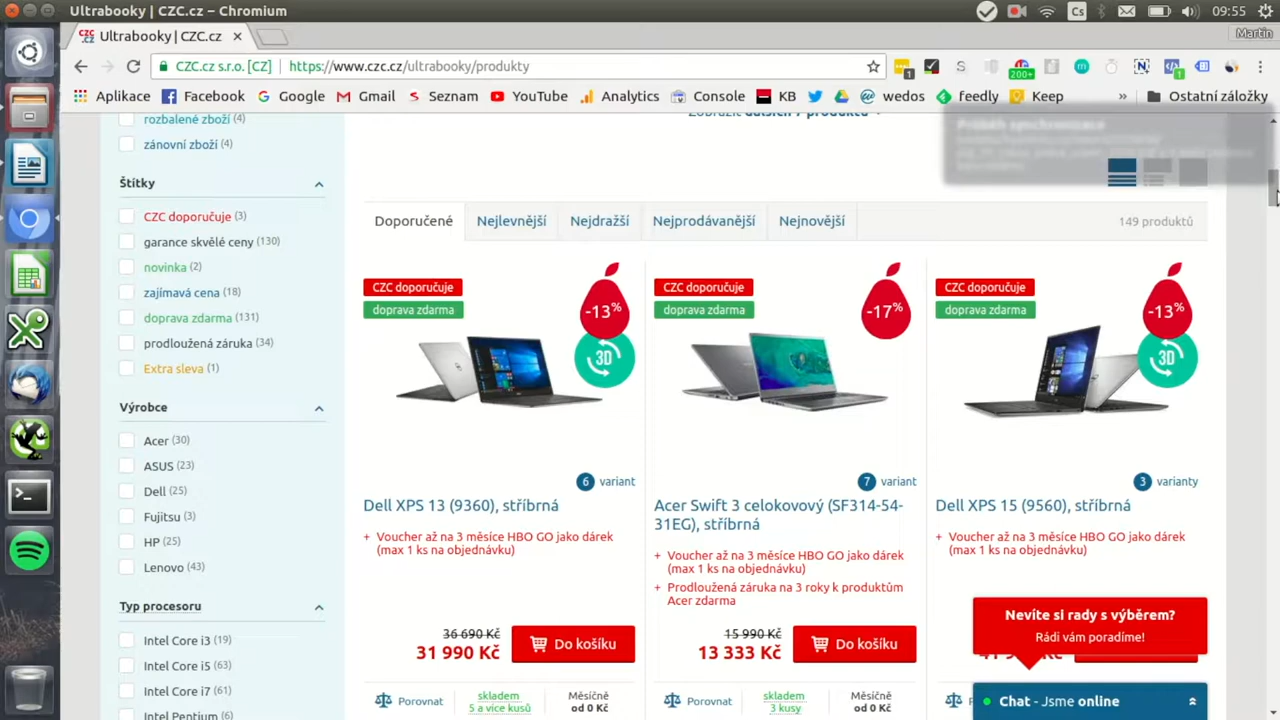 Ultrabooky | CZC.cz – Chromium
Cs
09:55
Ultrabooky | CZC.cz
Martin
CZC.cz s.r.o. [CZ]
https://www.czc.cz/ultrabooky/produkty
1
200+
1
Aplikace
Facebook
Google
Gmail
Seznam
YouTube
Analytics
Console
KB
wedos
feedly
Keep
»
Ostatní záložky
rozbalené zboží (4)
zánovní zboží (4)
Zobrazit dalších 7 produktů
Průběh synchronizace
Štítky
CZC doporučuje (3)
garance skvělé ceny (130)
novinka (2)
zajímavá cena (18)
doprava zdarma (131)
prodloužená záruka (34)
Extra sleva (1)
Výrobce
Acer (30)
ASUS (23)
Dell (25)
Fujitsu (3)
HP (25)
Lenovo (43)
Typ procesoru
Intel Core i3 (19)
Intel Core i5 (63)
Intel Core i7 (61)
Intel Pentium (6)
Doporučené
Nejlevnější
Nejdražší
Nejprodávanější
Nejnovější
149 produktů
CZC doporučuje
doprava zdarma
-13%
3D
6 variant
Dell XPS 13 (9360), stříbrná
+ Voucher až na 3 měsíce HBO GO jako dárek
(max 1 ks na objednávku)
36 690 Kč
31 990 Kč
Do košíku
Porovnat
skladem
5 a více kusů
Měsíčně
od 0 Kč
CZC doporučuje
doprava zdarma
-17%
7 variant
Acer Swift 3 celokovový (SF314-54-
31EG), stříbrná
+ Voucher až na 3 měsíce HBO GO jako dárek
(max 1 ks na objednávku)
+ Prodloužená záruka na 3 roky k produktům
Acer zdarma
15 990 Kč
13 333 Kč
Do košíku
Porovnat
skladem
3 kusy
Měsíčně
od 0 Kč
CZC doporučuje
doprava zdarma
-13%
3D
3 varianty
Dell XPS 15 (9560), stříbrná
+ Voucher až na 3 měsíce HBO GO jako dárek
(max 1 ks na objednávku)
Nevíte si rady s výběrem?
Rádi vám poradíme!
Chat - Jsme online